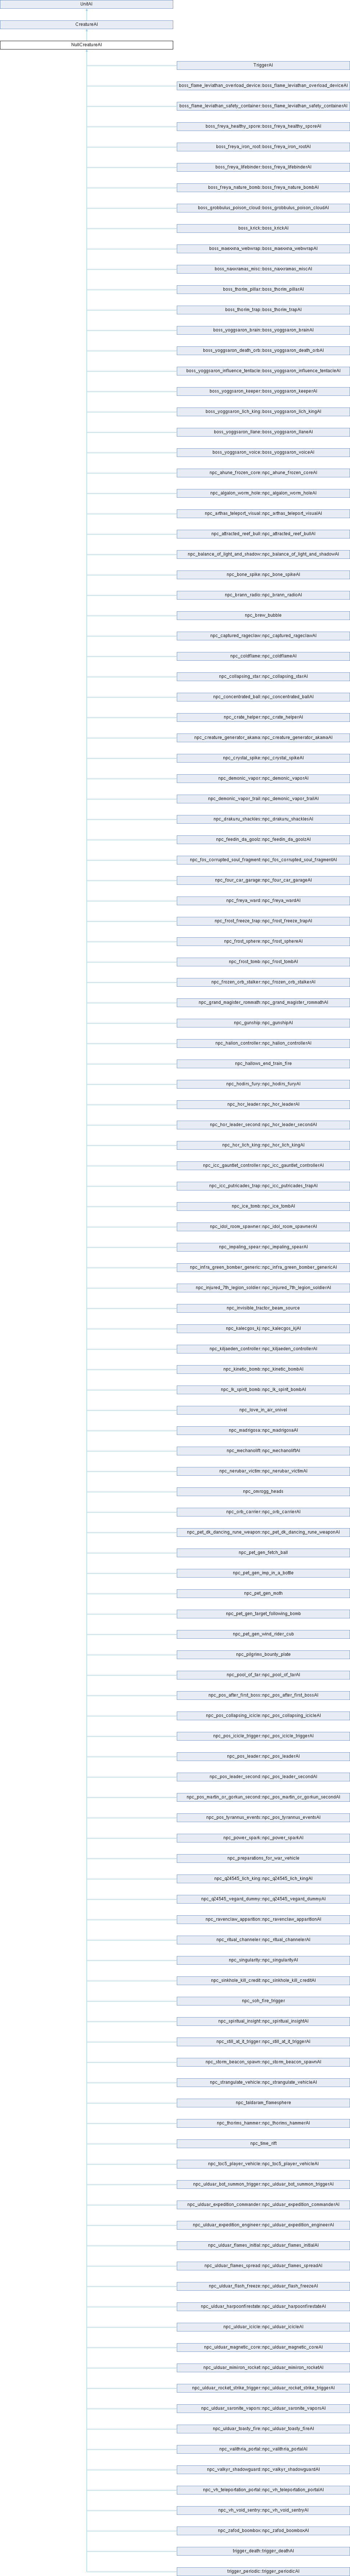 UnitAI
CreatureAI
NullCreatureAI
TriggerAI
boss_flame_leviathan_overload_device::boss_flame_leviathan_overload_deviceAI
boss_flame_leviathan_safety_container::boss_flame_leviathan_safety_containerAI
boss_freya_healthy_spore::boss_freya_healthy_sporeAI
boss_freya_iron_root::boss_freya_iron_rootAI
boss_freya_lifebinder::boss_freya_lifebinderAI
boss_freya_nature_bomb::boss_freya_nature_bombAI
boss_grobbulus_poison_cloud::boss_grobbulus_poison_cloudAI
boss_krick::boss_krickAI
boss_maexxna_webwrap::boss_maexxna_webwrapAI
boss_naxxramas_misc::boss_naxxramas_miscAI
boss_thorim_pillar::boss_thorim_pillarAI
boss_thorim_trap::boss_thorim_trapAI
boss_yoggsaron_brain::boss_yoggsaron_brainAI
boss_yoggsaron_death_orb::boss_yoggsaron_death_orbAI
boss_yoggsaron_influence_tentacle::boss_yoggsaron_influence_tentacleAI
boss_yoggsaron_keeper::boss_yoggsaron_keeperAI
boss_yoggsaron_lich_king::boss_yoggsaron_lich_kingAI
boss_yoggsaron_llane::boss_yoggsaron_llaneAI
boss_yoggsaron_voice::boss_yoggsaron_voiceAI
npc_ahune_frozen_core::npc_ahune_frozen_coreAI
npc_algalon_worm_hole::npc_algalon_worm_holeAI
npc_arthas_teleport_visual::npc_arthas_teleport_visualAI
npc_attracted_reef_bull::npc_attracted_reef_bullAI
npc_balance_of_light_and_shadow::npc_balance_of_light_and_shadowAI
npc_bone_spike::npc_bone_spikeAI
npc_brann_radio::npc_brann_radioAI
npc_brew_bubble
npc_captured_rageclaw::npc_captured_rageclawAI
npc_coldflame::npc_coldflameAI
npc_collapsing_star::npc_collapsing_starAI
npc_concentrated_ball::npc_concentrated_ballAI
npc_crate_helper::npc_crate_helperAI
npc_creature_generator_akama::npc_creature_generator_akamaAI
npc_crystal_spike::npc_crystal_spikeAI
npc_demonic_vapor::npc_demonic_vaporAI
npc_demonic_vapor_trail::npc_demonic_vapor_trailAI
npc_drakuru_shackles::npc_drakuru_shacklesAI
npc_feedin_da_goolz::npc_feedin_da_goolzAI
npc_fos_corrupted_soul_fragment::npc_fos_corrupted_soul_fragmentAI
npc_four_car_garage::npc_four_car_garageAI
npc_freya_ward::npc_freya_wardAI
npc_frost_freeze_trap::npc_frost_freeze_trapAI
npc_frost_sphere::npc_frost_sphereAI
npc_frost_tomb::npc_frost_tombAI
npc_frozen_orb_stalker::npc_frozen_orb_stalkerAI
npc_grand_magister_rommath::npc_grand_magister_rommathAI
npc_gunship::npc_gunshipAI
npc_halion_controller::npc_halion_controllerAI
npc_hallows_end_train_fire
npc_hodirs_fury::npc_hodirs_furyAI
npc_hor_leader::npc_hor_leaderAI
npc_hor_leader_second::npc_hor_leader_secondAI
npc_hor_lich_king::npc_hor_lich_kingAI
npc_icc_gauntlet_controller::npc_icc_gauntlet_controllerAI
npc_icc_putricades_trap::npc_icc_putricades_trapAI
npc_ice_tomb::npc_ice_tombAI
npc_idol_room_spawner::npc_idol_room_spawnerAI
npc_impaling_spear::npc_impaling_spearAI
npc_infra_green_bomber_generic::npc_infra_green_bomber_genericAI
npc_injured_7th_legion_soldier::npc_injured_7th_legion_soldierAI
npc_invisible_tractor_beam_source
npc_kalecgos_kj::npc_kalecgos_kjAI
npc_kiljaeden_controller::npc_kiljaeden_controllerAI
npc_kinetic_bomb::npc_kinetic_bombAI
npc_lk_spirit_bomb::npc_lk_spirit_bombAI
npc_love_in_air_snivel
npc_madrigosa::npc_madrigosaAI
npc_mechanolift::npc_mechanoliftAI
npc_nerubar_victim::npc_nerubar_victimAI
npc_omrogg_heads
npc_orb_carrier::npc_orb_carrierAI
npc_pet_dk_dancing_rune_weapon::npc_pet_dk_dancing_rune_weaponAI
npc_pet_gen_fetch_ball
npc_pet_gen_imp_in_a_bottle
npc_pet_gen_moth
npc_pet_gen_target_following_bomb
npc_pet_gen_wind_rider_cub
npc_pilgrims_bounty_plate
npc_pool_of_tar::npc_pool_of_tarAI
npc_pos_after_first_boss::npc_pos_after_first_bossAI
npc_pos_collapsing_icicle::npc_pos_collapsing_icicleAI
npc_pos_icicle_trigger::npc_pos_icicle_triggerAI
npc_pos_leader::npc_pos_leaderAI
npc_pos_leader_second::npc_pos_leader_secondAI
npc_pos_martin_or_gorkun_second::npc_pos_martin_or_gorkun_secondAI
npc_pos_tyrannus_events::npc_pos_tyrannus_eventsAI
npc_power_spark::npc_power_sparkAI
npc_preparations_for_war_vehicle
npc_q24545_lich_king::npc_q24545_lich_kingAI
npc_q24545_vegard_dummy::npc_q24545_vegard_dummyAI
npc_ravenclaw_apparition::npc_ravenclaw_apparitionAI
npc_ritual_channeler::npc_ritual_channelerAI
npc_singularity::npc_singularityAI
npc_sinkhole_kill_credit::npc_sinkhole_kill_creditAI
npc_soh_fire_trigger
npc_spiritual_insight::npc_spiritual_insightAI
npc_still_at_it_trigger::npc_still_at_it_triggerAI
npc_storm_beacon_spawn::npc_storm_beacon_spawnAI
npc_strangulate_vehicle::npc_strangulate_vehicleAI
npc_taldaram_flamesphere
npc_thorims_hammer::npc_thorims_hammerAI
npc_time_rift
npc_toc5_player_vehicle::npc_toc5_player_vehicleAI
npc_ulduar_bot_summon_trigger::npc_ulduar_bot_summon_triggerAI
npc_ulduar_expedition_commander::npc_ulduar_expedition_commanderAI
npc_ulduar_expedition_engineer::npc_ulduar_expedition_engineerAI
npc_ulduar_flames_initial::npc_ulduar_flames_initialAI
npc_ulduar_flames_spread::npc_ulduar_flames_spreadAI
npc_ulduar_flash_freeze::npc_ulduar_flash_freezeAI
npc_ulduar_harpoonfirestate::npc_ulduar_harpoonfirestateAI
npc_ulduar_icicle::npc_ulduar_icicleAI
npc_ulduar_magnetic_core::npc_ulduar_magnetic_coreAI
npc_ulduar_mimiron_rocket::npc_ulduar_mimiron_rocketAI
npc_ulduar_rocket_strike_trigger::npc_ulduar_rocket_strike_triggerAI
npc_ulduar_saronite_vapors::npc_ulduar_saronite_vaporsAI
npc_ulduar_toasty_fire::npc_ulduar_toasty_fireAI
npc_valithria_portal::npc_valithria_portalAI
npc_valkyr_shadowguard::npc_valkyr_shadowguardAI
npc_vh_teleportation_portal::npc_vh_teleportation_portalAI
npc_vh_void_sentry::npc_vh_void_sentryAI
npc_zafod_boombox::npc_zafod_boomboxAI
trigger_death::trigger_deathAI
trigger_periodic::trigger_periodicAI